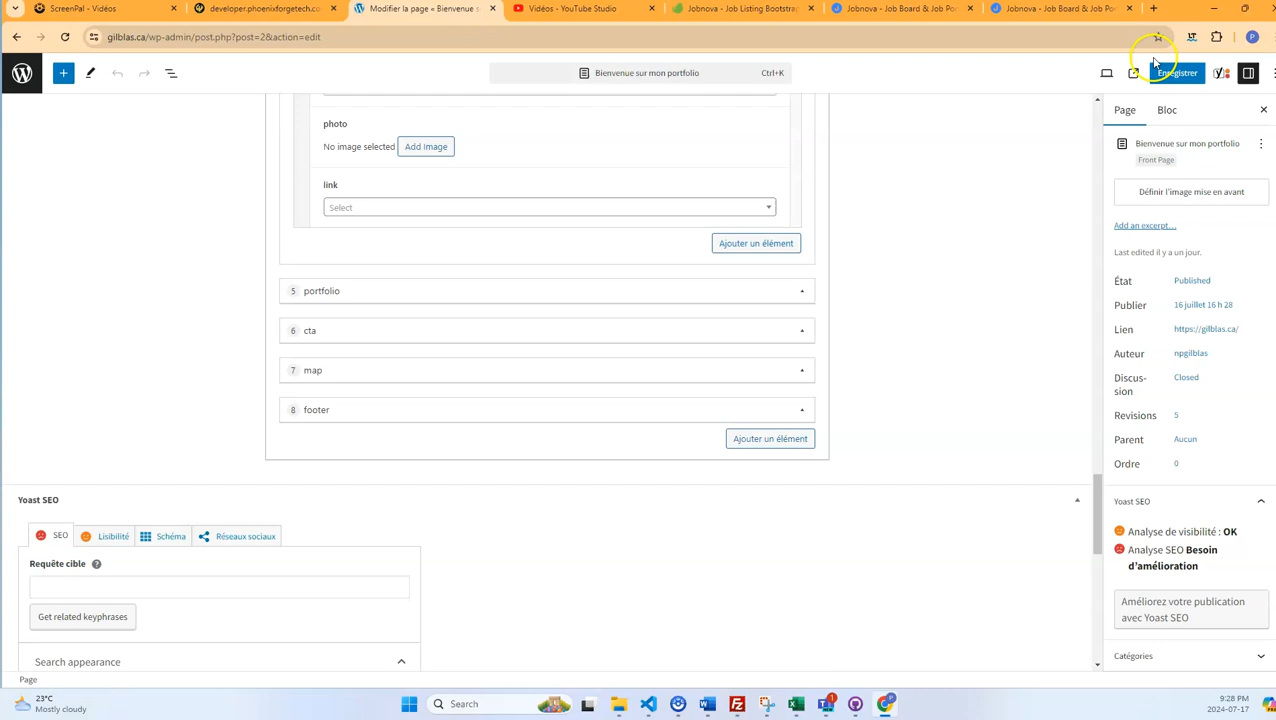 ScreenPal - Vidéos
developer.phoenixforgetech.co
Modifier la page « Bienvenue s
Vidéos - YouTube Studio
Jobnova - Job Listing Bootstrap
Jobnova - Job Board & Job Po
Jobnova - Job Board & Job Po
gilblas.ca/wp-admin/post.php?post=2&action=edit
P
Bienvenue sur mon portfolio
Ctrl+K
Enregistrer
Page
Bloc
photo
No image selected
Add Image
link
Select
Ajouter un élément
5 portfolio
6 cta
7 map
8 footer
Ajouter un élément
Bienvenue sur mon portfolio
Front Page
Définir l'image mise en avant
Add an excerpt…
Last edited il y a un jour.
État Published
Publier 16 juillet 16 h 28
Lien https://gilblas.ca/
Auteur npgilblas
Discus-
sion Closed
Revisions 5
Parent Aucun
Ordre 0
Yoast SEO
Analyse de visibilité : OK
Analyse SEO Besoin
d'amélioration
Améliorez votre publication
avec Yoast SEO
Catégories
Yoast SEO
SEO
Lisibilité
Schéma
Réseaux sociaux
Requête cible
Get related keyphrases
Search appearance
Page
23°C
Mostly cloudy
Search
9:28 PM
2024-07-17